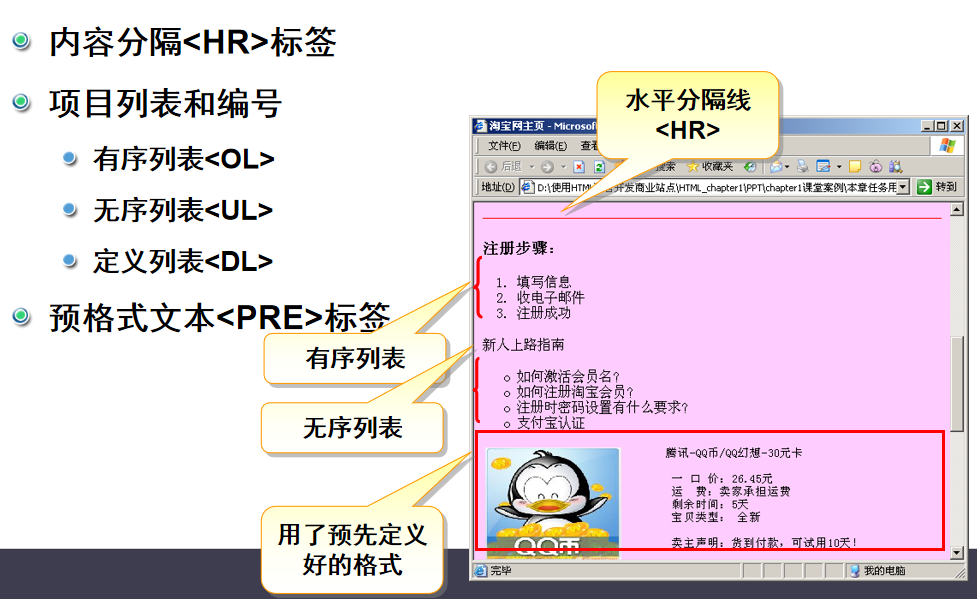 内容分隔<HR>标签
项目列表和编号
有序列表<OL>
无序列表<UL>
定义列表<DL>
预格式文本<PRE>标签
有序列表
无序列表
用了预先定义
好的格式
水平分隔线
<HR>
淘宝网主页 - Microsof
文件(F) 编辑(E) 查看
后退 搜索 收藏夹
地址(D) D:\使用HTML 开发商业站点\HTML_chapter1\PPT\chapter1课堂案例\本章任务用 转到
注册步骤：
1. 填写信息
2. 收电子邮件
3. 注册成功
新人上路指南
如何激活会员名？
如何注册淘宝会员？
注册时密码设置有什么要求？
支付宝认证
QQ币
腾讯-QQ币/QQ幻想-30元卡
一 口 价：26.45元
运 费：卖家承担运费
剩余时间：5天
宝贝类型： 全新
卖主声明：货到付款，可试用10天！
完毕 我的电脑